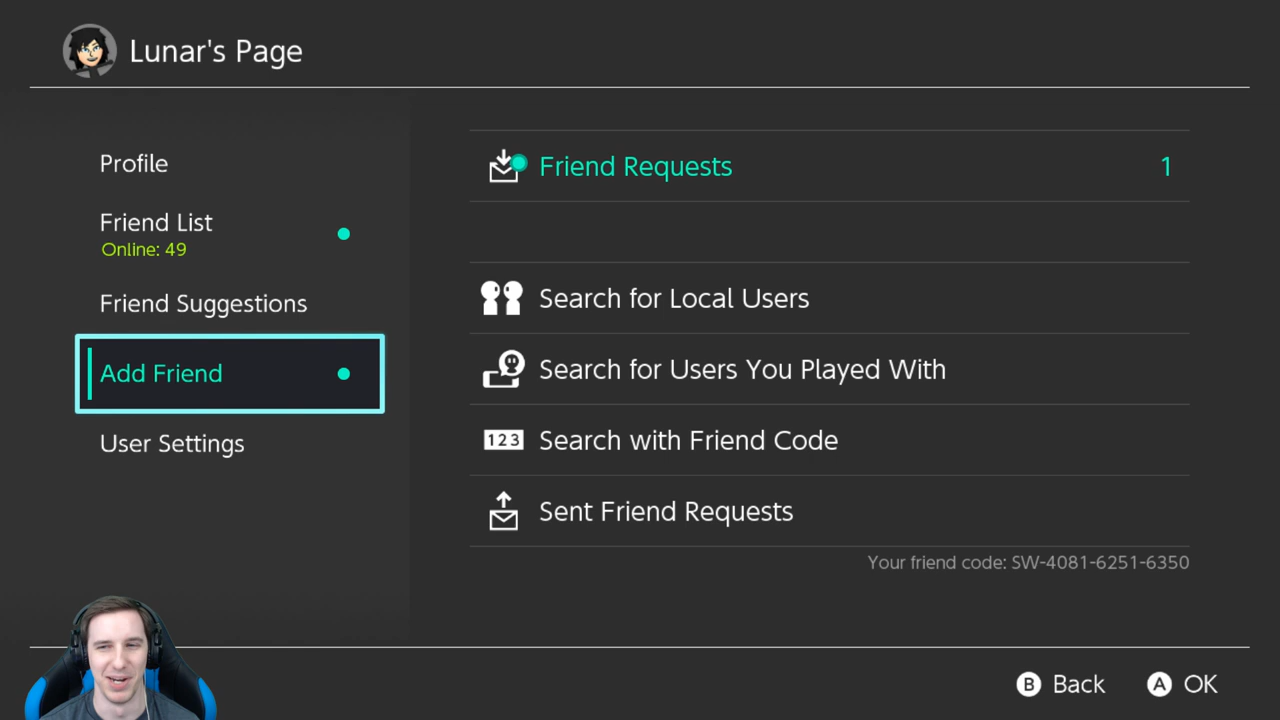 Lunar's Page
Profile
Friend List
Online: 49
Friend Suggestions
Add Friend
User Settings
Friend Requests 1
Search for Local Users
Search for Users You Played With
123 Search with Friend Code
Sent Friend Requests
Your friend code: SW-4081-6251-6350
B Back A OK